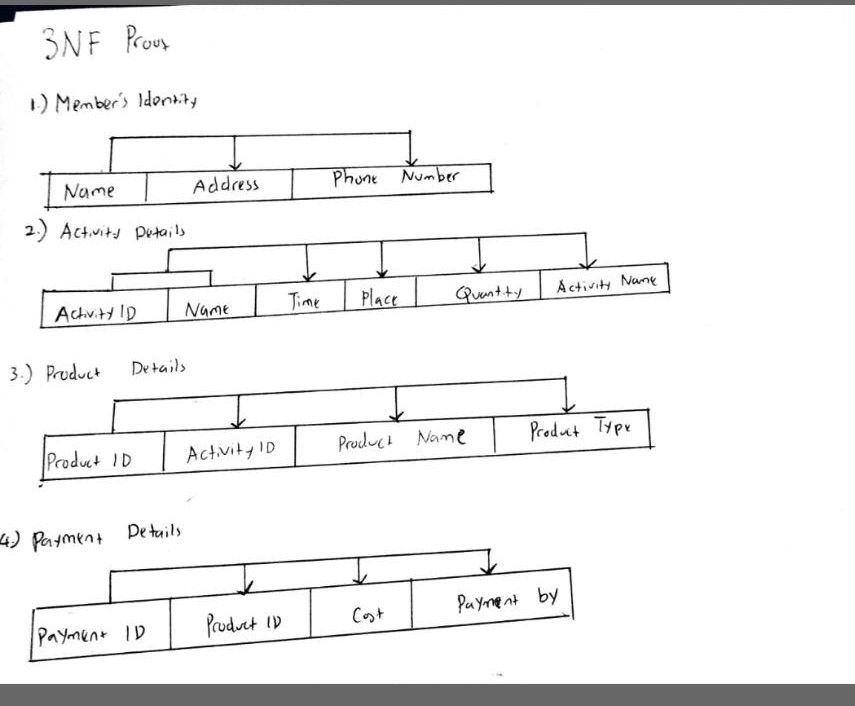 3NF Proof
1.) Member's Identity
Name Address Phone Number
2.) Activity Details
Activity ID Name Time Place Quantity Activity Name
3.) Product Details
Product ID Activity ID Product Name Product Type
4.) Payment Details
Payment ID Product ID Cost Payment by